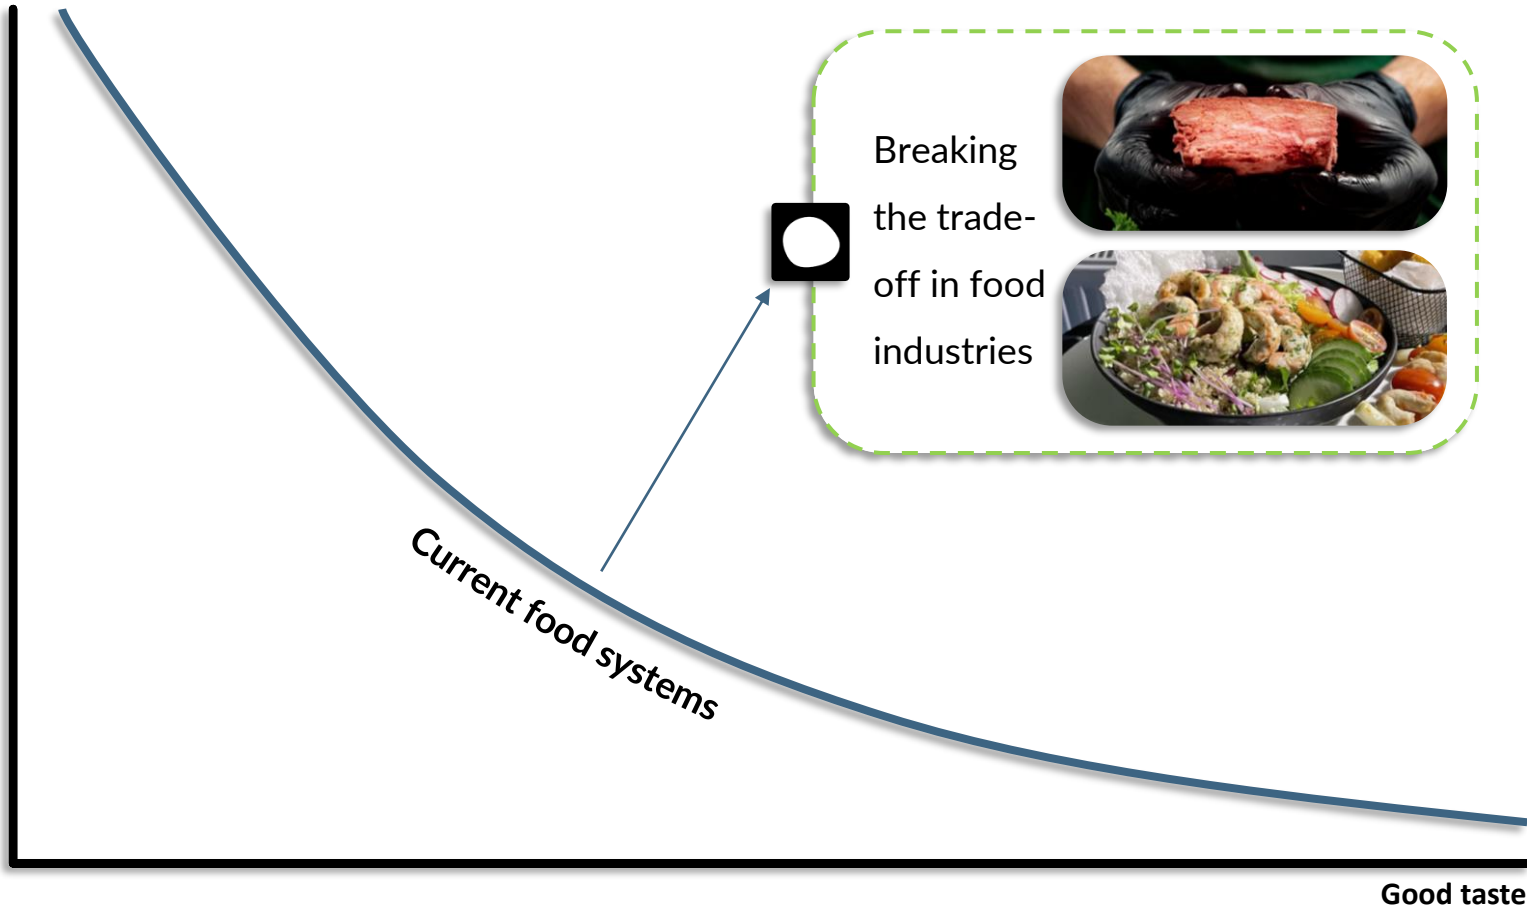 Breaking
the trade-
off in food
industries
Current food systems
Good taste